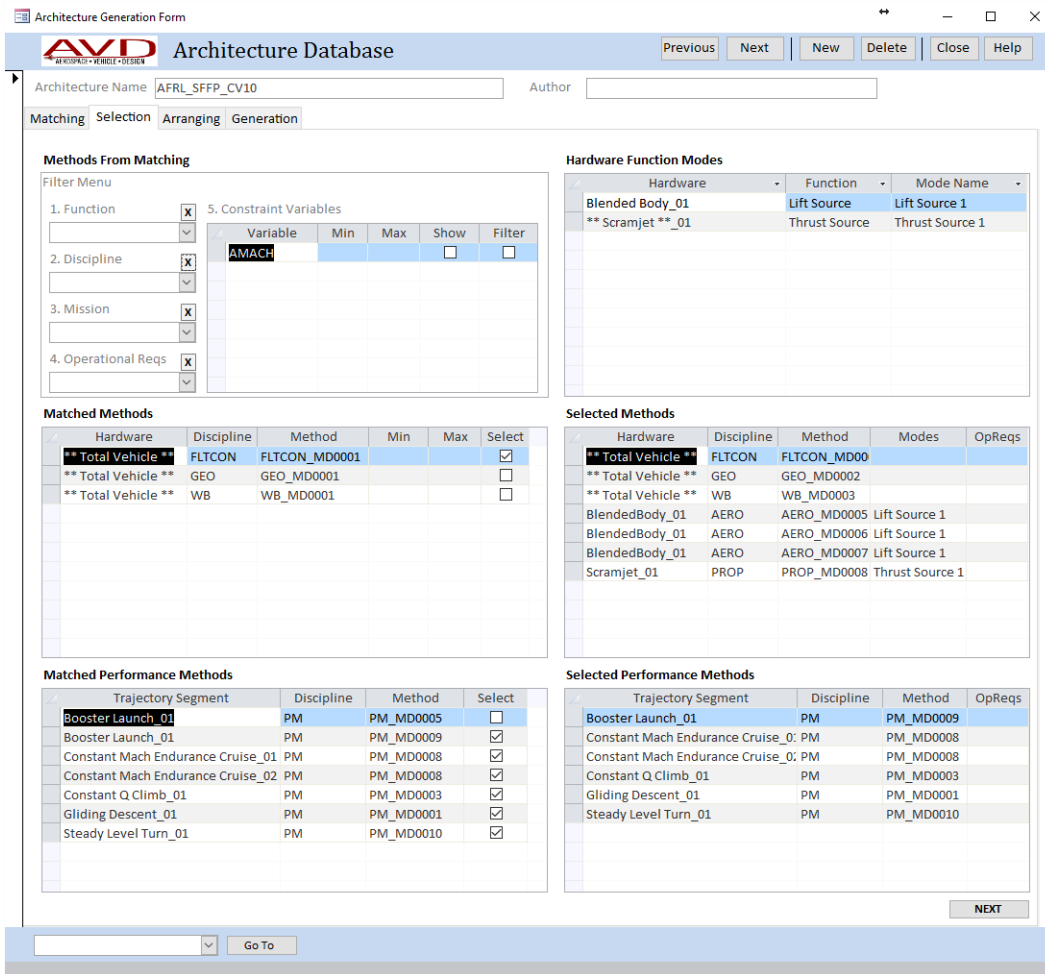 Architecture Generation Form
AVD
AEROSPACE • VEHICLE • DESIGN
Architecture Database
Previous Next New Delete Close Help
Architecture Name AFRL_SFFP_CV10 Author
Matching Selection Arranging Generation
Methods From Matching
Filter Menu
1. Function X
2. Discipline X
3. Mission X
4. Operational Reqs X
5. Constraint Variables
Variable Min Max Show Filter
AMACH
Hardware Function Modes
Hardware Function Mode Name
Blended Body_01 Lift Source Lift Source 1
** Scramjet **_01 Thrust Source Thrust Source 1
Matched Methods
Hardware Discipline Method Min Max Select
** Total Vehicle ** FLTCON FLTCON_MD0001
** Total Vehicle ** GEO GEO_MD0001
** Total Vehicle ** WB WB_MD0001
Selected Methods
Hardware Discipline Method Modes OpReqs
** Total Vehicle ** FLTCON FLTCON_MD00
** Total Vehicle ** GEO GEO_MD0002
** Total Vehicle ** WB WB_MD0003
BlendedBody_01 AERO AERO_MD0005 Lift Source 1
BlendedBody_01 AERO AERO_MD0006 Lift Source 1
BlendedBody_01 AERO AERO_MD0007 Lift Source 1
Scramjet_01 PROP PROP_MD0008 Thrust Source 1
Matched Performance Methods
Trajectory Segment Discipline Method Select
Booster Launch_01 PM PM_MD0005
Booster Launch_01 PM PM_MD0009
Constant Mach Endurance Cruise_01 PM PM_MD0008
Constant Mach Endurance Cruise_02 PM PM_MD0008
Constant Q Climb_01 PM PM_MD0003
Gliding Descent_01 PM PM_MD0001
Steady Level Turn_01 PM PM_MD0010
Selected Performance Methods
Trajectory Segment Discipline Method OpReqs
Booster Launch_01 PM PM_MD0009
Constant Mach Endurance Cruise_0 PM PM_MD0008
Constant Mach Endurance Cruise_0 PM PM_MD0008
Constant Q Climb_01 PM PM_MD0003
Gliding Descent_01 PM PM_MD0001
Steady Level Turn_01 PM PM_MD0010
NEXT
Go To